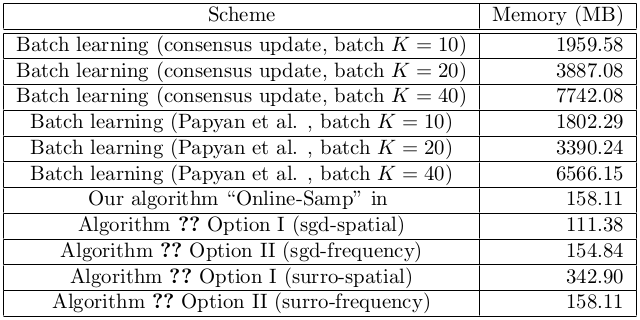 Scheme Memory (MB)
Batch learning (consensus update, batch K = 10) 1959.58
Batch learning (consensus update, batch K = 20) 3887.08
Batch learning (consensus update, batch K = 40) 7742.08
Batch learning (Papyan et al. , batch K = 10) 1802.29
Batch learning (Papyan et al. , batch K = 20) 3390.24
Batch learning (Papyan et al. , batch K = 40) 6566.15
Our algorithm “Online-Samp” in 158.11
Algorithm ?? Option I (sgd-spatial) 111.38
Algorithm ?? Option II (sgd-frequency) 154.84
Algorithm ?? Option I (surro-spatial) 342.90
Algorithm ?? Option II (surro-frequency) 158.11